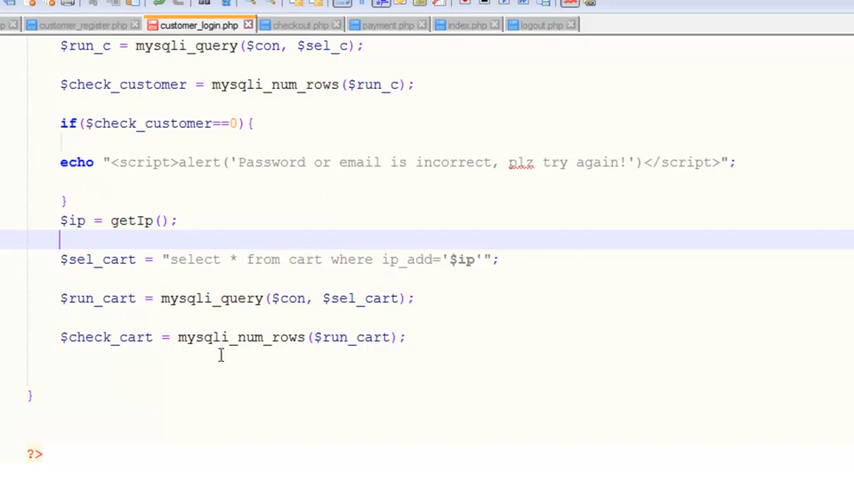 p customer_register.php customer_login.php checkout.php payment.php index.php logout.php
$run_c = mysqli_query($con, $sel_c);
$check_customer = mysqli_num_rows($run_c);
if($check_customer==0){
echo "<script>alert('Password or email is incorrect, plz try again!')</script>";
}
$ip = getIp();
$sel_cart = "select * from cart where ip_add='$ip'";
$run_cart = mysqli_query($con, $sel_cart);
$check_cart = mysqli_num_rows($run_cart);
}
?>